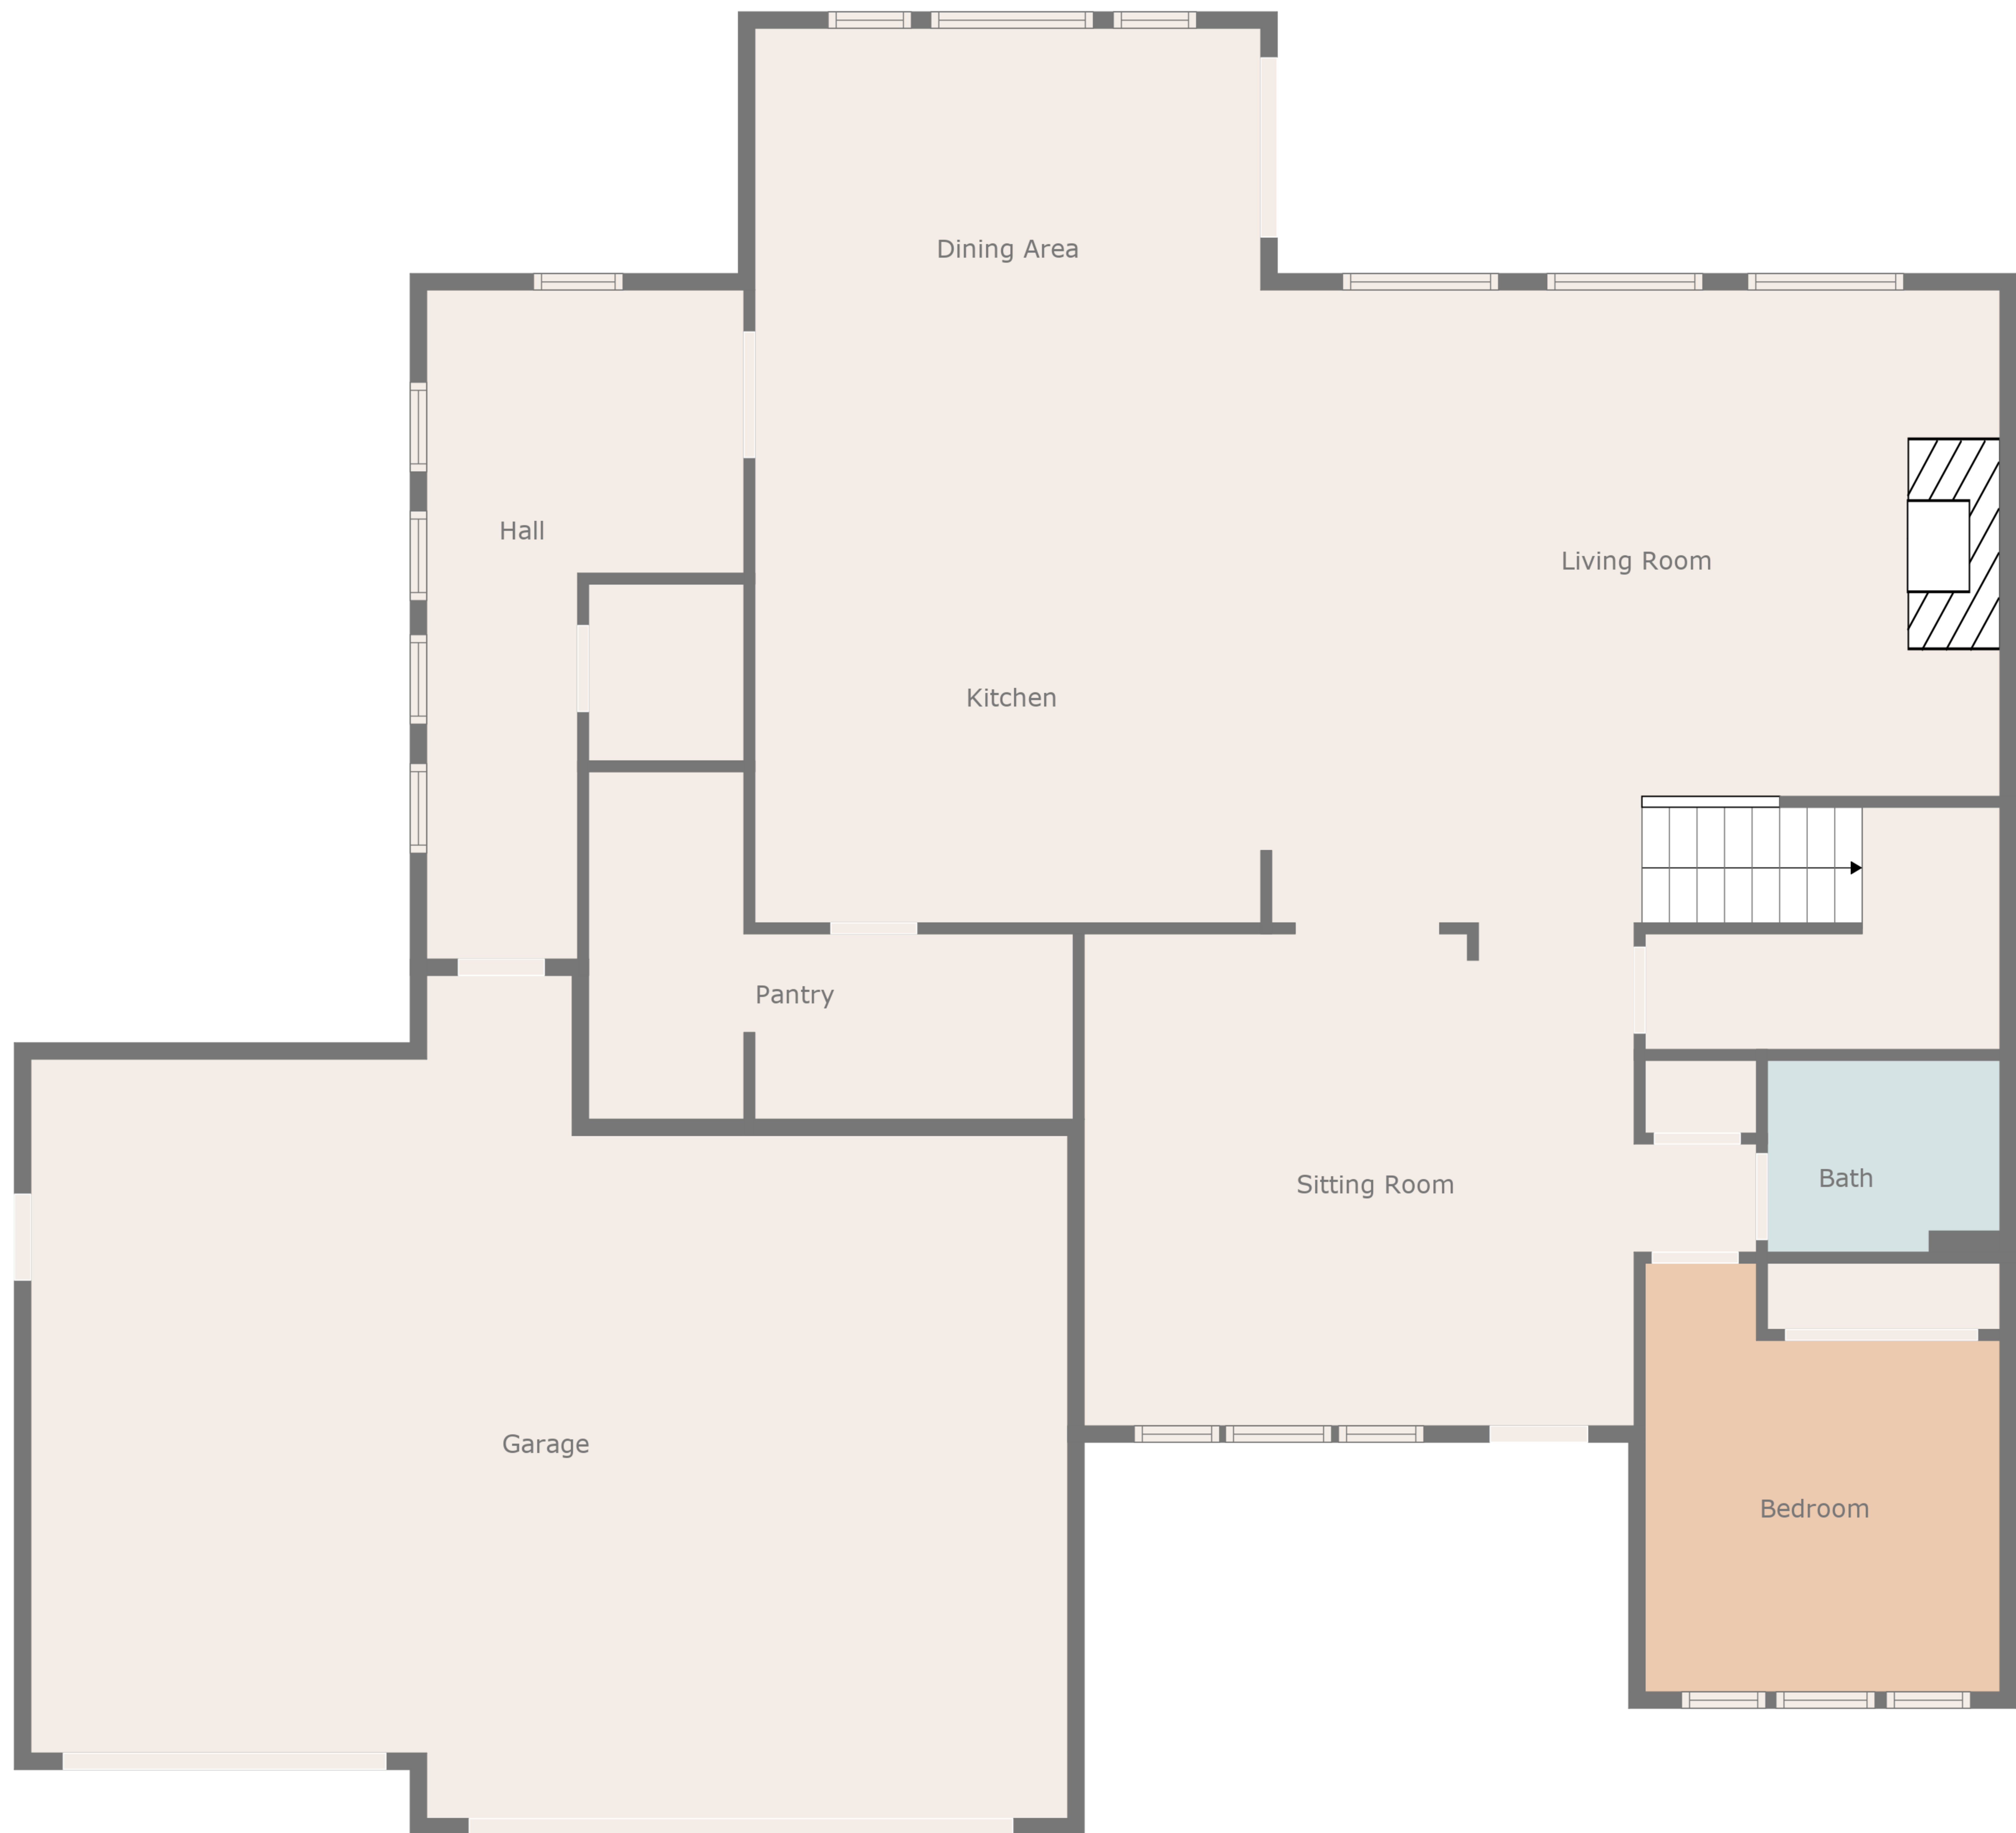 Dining Area
Hall
Living Room
Kitchen
Pantry
Bath
Sitting Room
Garage
Bedroom